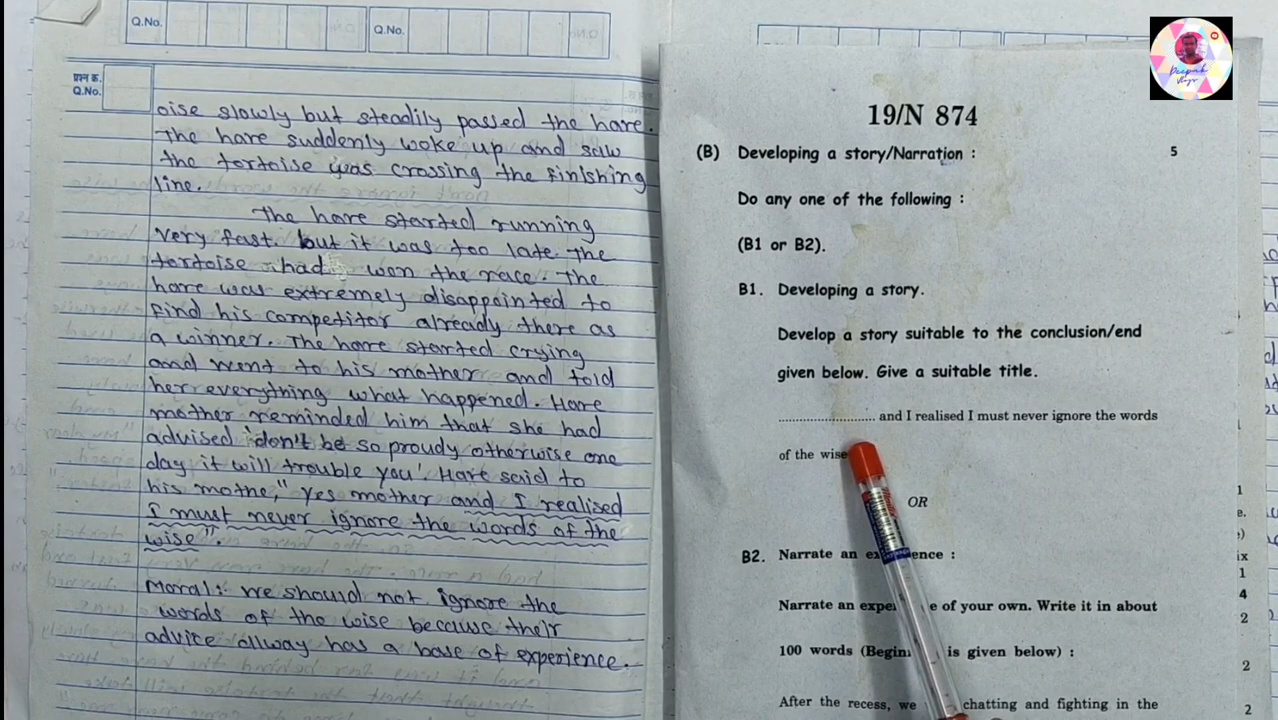 Q.No.
Q.No.
प्रश्न क.
Q.No.
oise slowly but steadily passed the hare.
The hare suddenly woke up and saw
the tortoise was crossing the finishing
line.
The hare started running
very fast. but it was too late. The
tortoise had won the race. The
hare was extremely disappointed to
find his competitor already there as
a winner. The hare started crying
and went to his mother and told
her everything what happened. Hare
mother reminded him that she had
advised 'don't be so proudy otherwise one
day it will trouble you'. Hare said to
his mothe," yes mother and I realised
I must never ignore the words of the
wise".
Moral:- we should not ignore the
words of the wise because their
advice allway has a base of experience.
Deepak
Vlogs
19/N 874
(B) Developing a story/Narration : 5
Do any one of the following :
(B1 or B2).
B1. Developing a story.
Develop a story suitable to the conclusion/end
given below. Give a suitable title.
........................... and I realised I must never ignore the words
of the wise
OR
B2. Narrate an experience :
Narrate an expe e of your own. Write it in about
100 words (Begin is given below) :
After the recess, we chatting and fighting in the